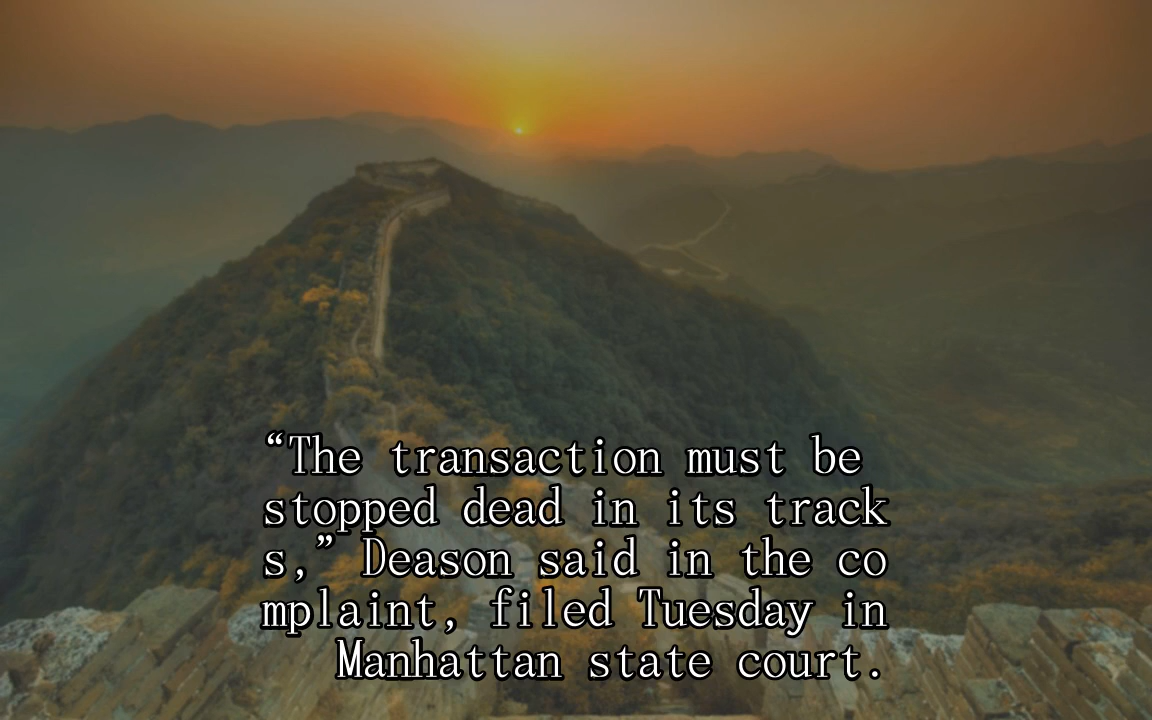 “The transaction must be
stopped dead in its track
s,” Deason said in the co
mplaint, filed Tuesday in
Manhattan state court.